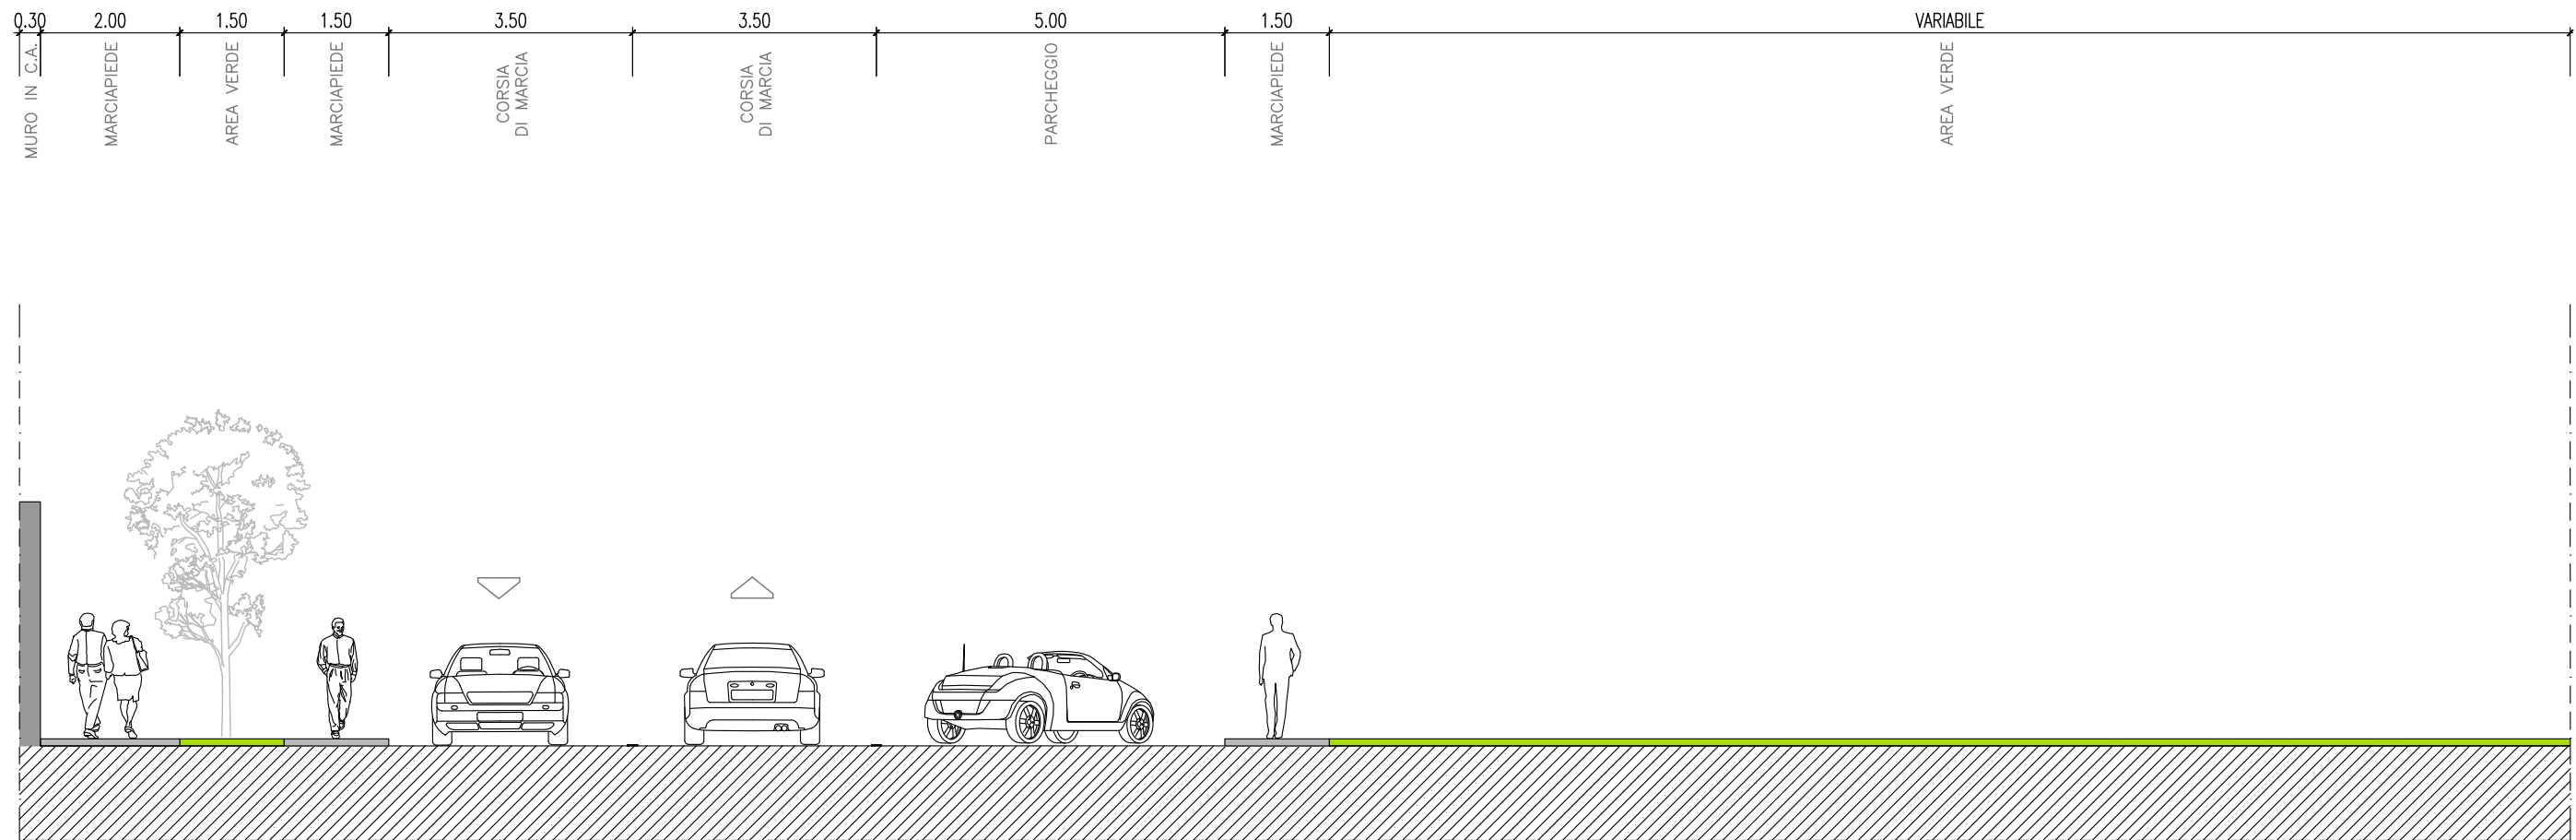 0.30
2.00
1.50
1.50
3.50
3.50
5.00
1.50
VARIABILE
MURO IN C.A.
MARCIAPIEDE
AREA VERDE
MARCIAPIEDE
CORSIA
DI MARCIA
CORSIA
DI MARCIA
PARCHEGGIO
MARCIAPIEDE
AREA VERDE